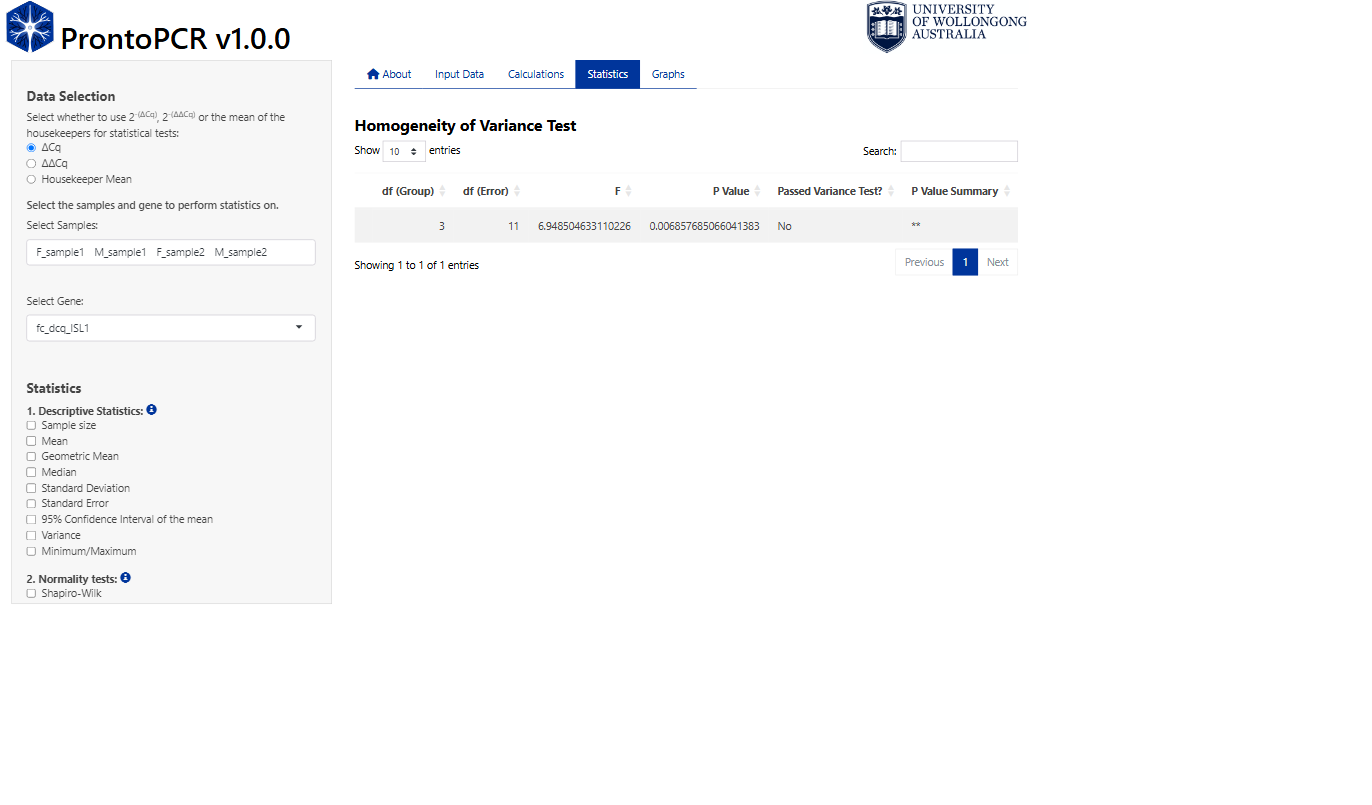 ProntoPCR v1.0.0
UNIVERSITY
OF WOLLONGONG
AUSTRALIA
About Input Data Calculations Statistics Graphs
Data Selection
Select whether to use 2-(ΔCq), 2-(ΔΔCq) or the mean of the
housekeepers for statistical tests:
ΔCq
ΔΔCq
Housekeeper Mean
Select the samples and gene to perform statistics on.
Select Samples:
F_sample1 M_sample1 F_sample2 M_sample2
Select Gene:
fc_dcq_ISL1
Statistics
1. Descriptive Statistics:
Sample size
Mean
Geometric Mean
Median
Standard Deviation
Standard Error
95% Confidence Interval of the mean
Variance
Minimum/Maximum
2. Normality tests:
Shapiro-Wilk
Homogeneity of Variance Test
Show 10 entries
Search:
df (Group) df (Error) F P Value Passed Variance Test? P Value Summary
3 11 6.948504633110226 0.006857685066041383 No **
Showing 1 to 1 of 1 entries
Previous 1 Next